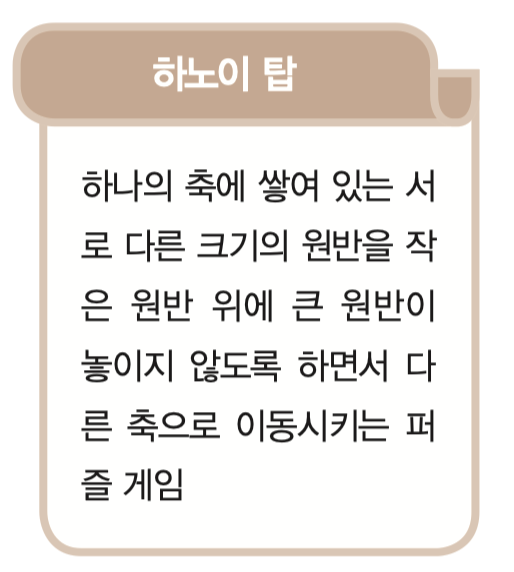 하노이 탑
하나의 축에 쌓여 있는 서
로 다른 크기의 원반을 작
은 원반 위에 큰 원반이
놓이지 않도록 하면서 다
른 축으로 이동시키는 퍼
즐 게임